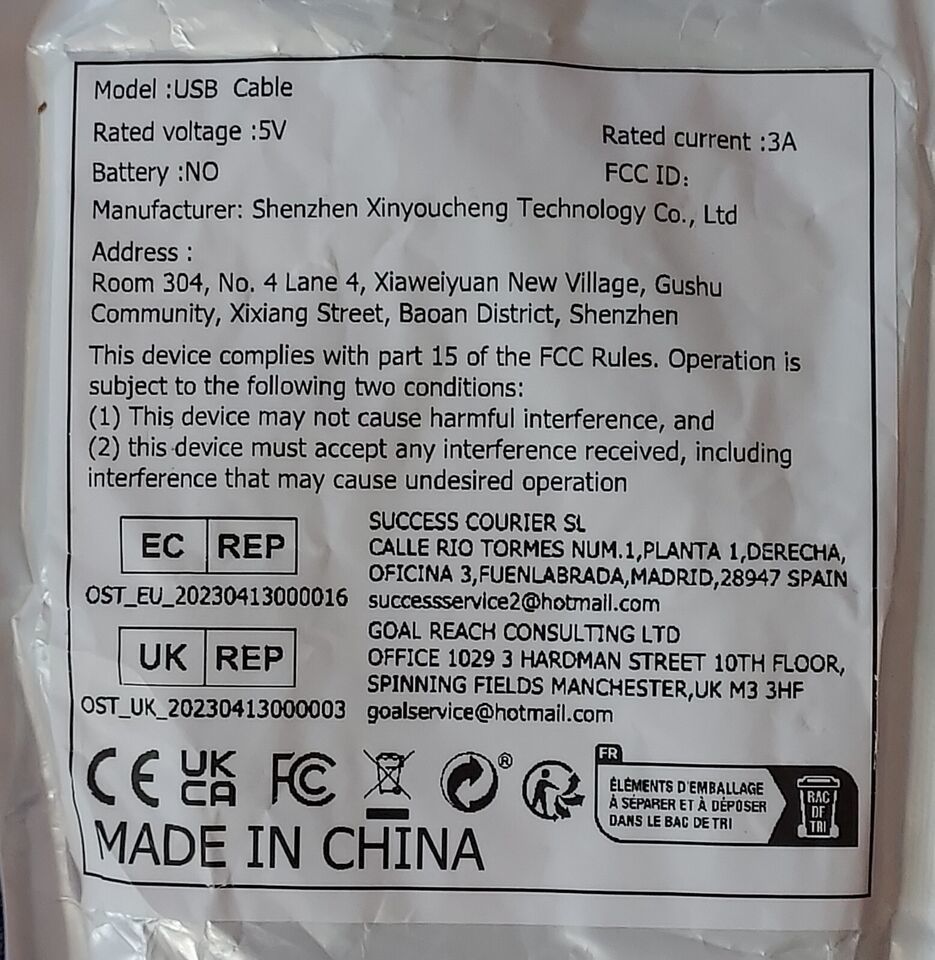 Model :USB Cable
Rated voltage :5V
Rated current :3A
Battery :NO
FCC ID:
Manufacturer: Shenzhen Xinyoucheng Technology Co., Ltd
Address :
Room 304, No. 4 Lane 4, Xiaweiyuan New Village, Gushu
Community, Xixiang Street, Baoan District, Shenzhen
This device complies with part 15 of the FCC Rules. Operation is
subject to the following two conditions:
(1) This device may not cause harmful interference, and
(2) this device must accept any interference received, including
interference that may cause undesired operation
EC REP
OST_EU_20230413000016
SUCCESS COURIER SL
CALLE RIO TORMES NUM.1,PLANTA 1,DERECHA,
OFICINA 3,FUENLABRADA,MADRID,28947 SPAIN
successservice2@hotmail.com
UK REP
OST_UK_20230413000003
GOAL REACH CONSULTING LTD
OFFICE 1029 3 HARDMAN STREET 10TH FLOOR,
SPINNING FIELDS MANCHESTER,UK M3 3HF
goalservice@hotmail.com
CE
UK
CA
FC
®
FR
ÉLÉMENTS D'EMBALLAGE
À SÉPARER ET À DÉPOSER
DANS LE BAC DE TRI
BAC
DE
TRI
MADE IN CHINA